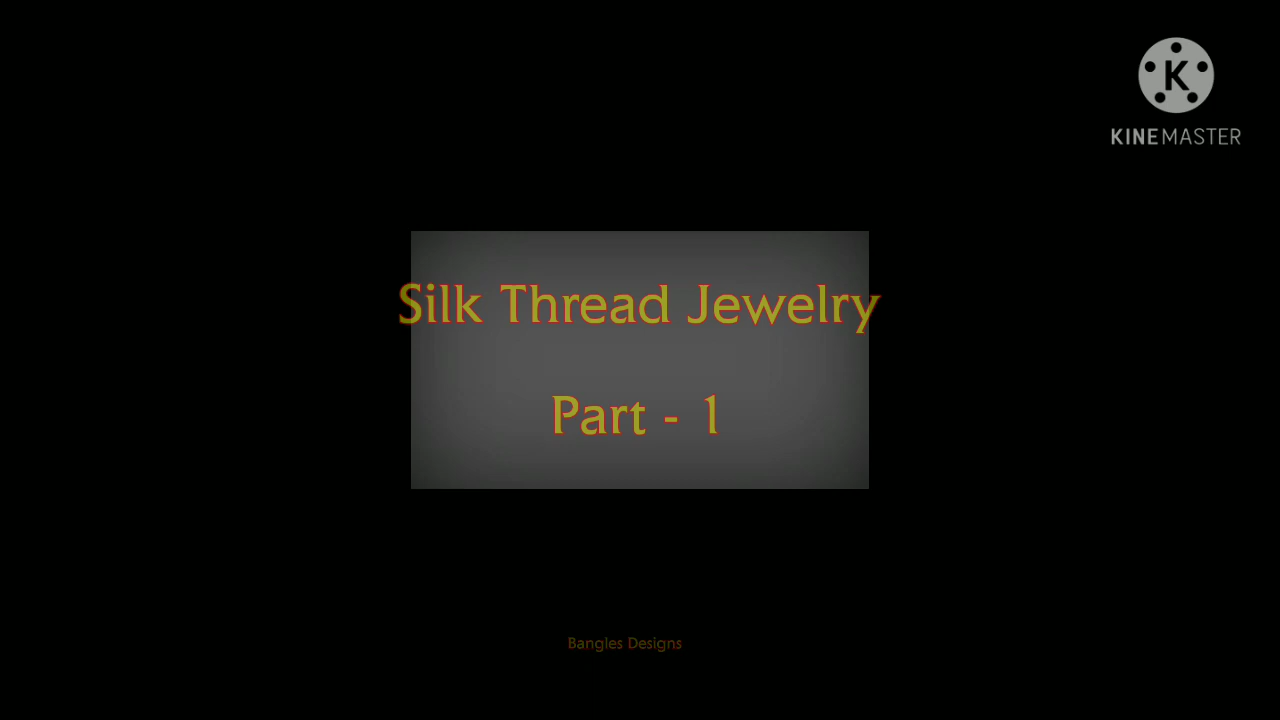 K
KINEMASTER
Silk Thread Jewelry
Part - 1
Bangles Designs